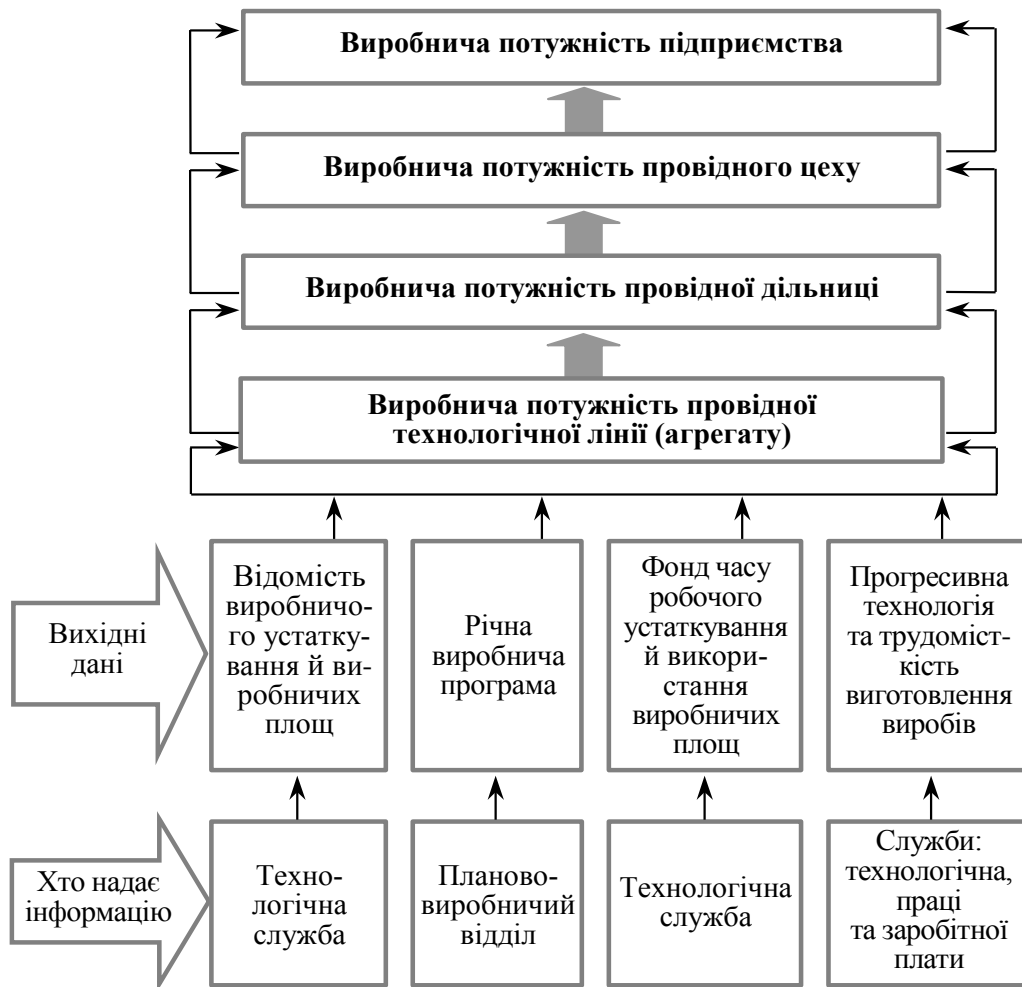 Виробнича потужність підприємства
Виробнича потужність провідного цеху
Виробнича потужність провідної дільниці
Виробнича потужність провідної
технологічної лінії (агрегату)
Вихідні
дані
Відомість
виробничо-
го устатку-
вання й ви-
робничих
площ
Річна
виробнича
програма
Фонд часу
робочого
устаткування
й викори-
стання
виробничих
площ
Прогресивна
технологія
та трудоміст-
кість
виготовлення
виробів
Хто надає
інформацію
Техно-
логічна
служба
Планово-
виробничий
відділ
Технологічна
служба
Служби:
технологічна,
праці
та заробітної
плати